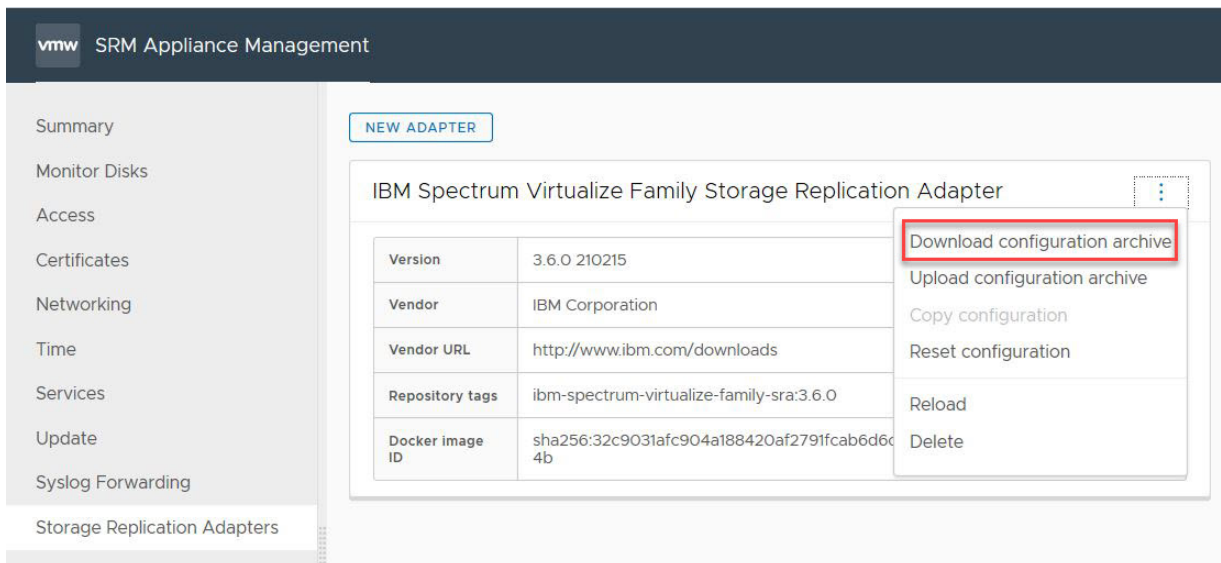 vmw SRM Appliance Management
Summary
Monitor Disks
Access
Certificates
Networking
Time
Services
Update
Syslog Forwarding
Storage Replication Adapters
NEW ADAPTER
IBM Spectrum Virtualize Family Storage Replication Adapter
Version 3.6.0 210215
Vendor IBM Corporation
Vendor URL http://www.ibm.com/downloads
Repository tags ibm-spectrum-virtualize-family-sra:3.6.0
Docker image sha256:32c9031afc904a188420af2791fcab6d6c
ID 4b
Download configuration archive
Upload configuration archive
Copy configuration
Reset configuration
Reload
Delete